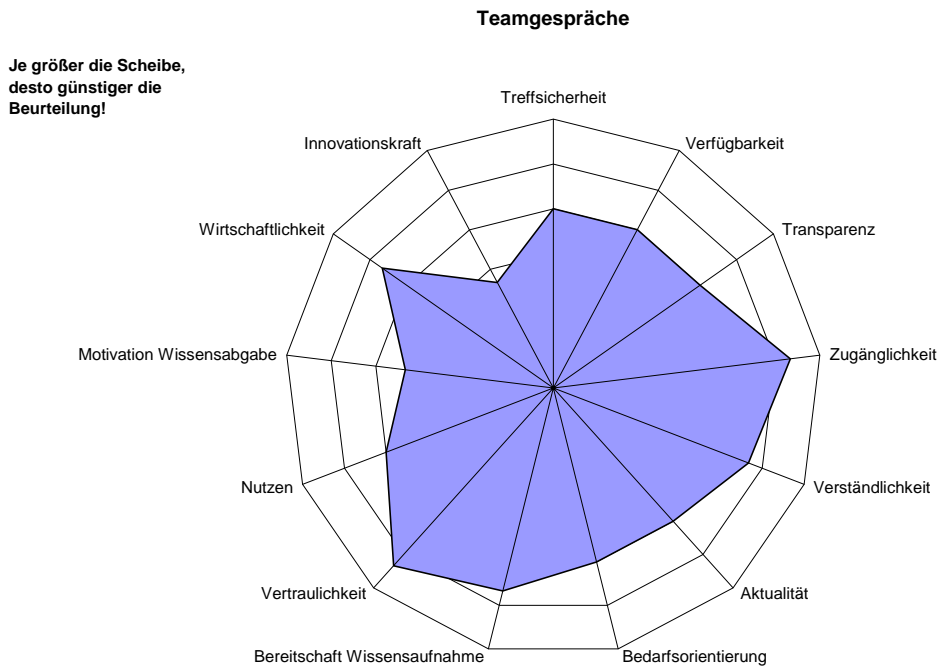 Teamgespräche
Je größer die Scheibe,
desto günstiger die
Beurteilung!
Treffsicherheit
Verfügbarkeit
Transparenz
Zugänglichkeit
Verständlichkeit
Aktualität
Bedarfsorientierung
Bereitschaft Wissensaufnahme
Vertraulichkeit
Nutzen
Motivation Wissensabgabe
Wirtschaftlichkeit
Innovationskraft